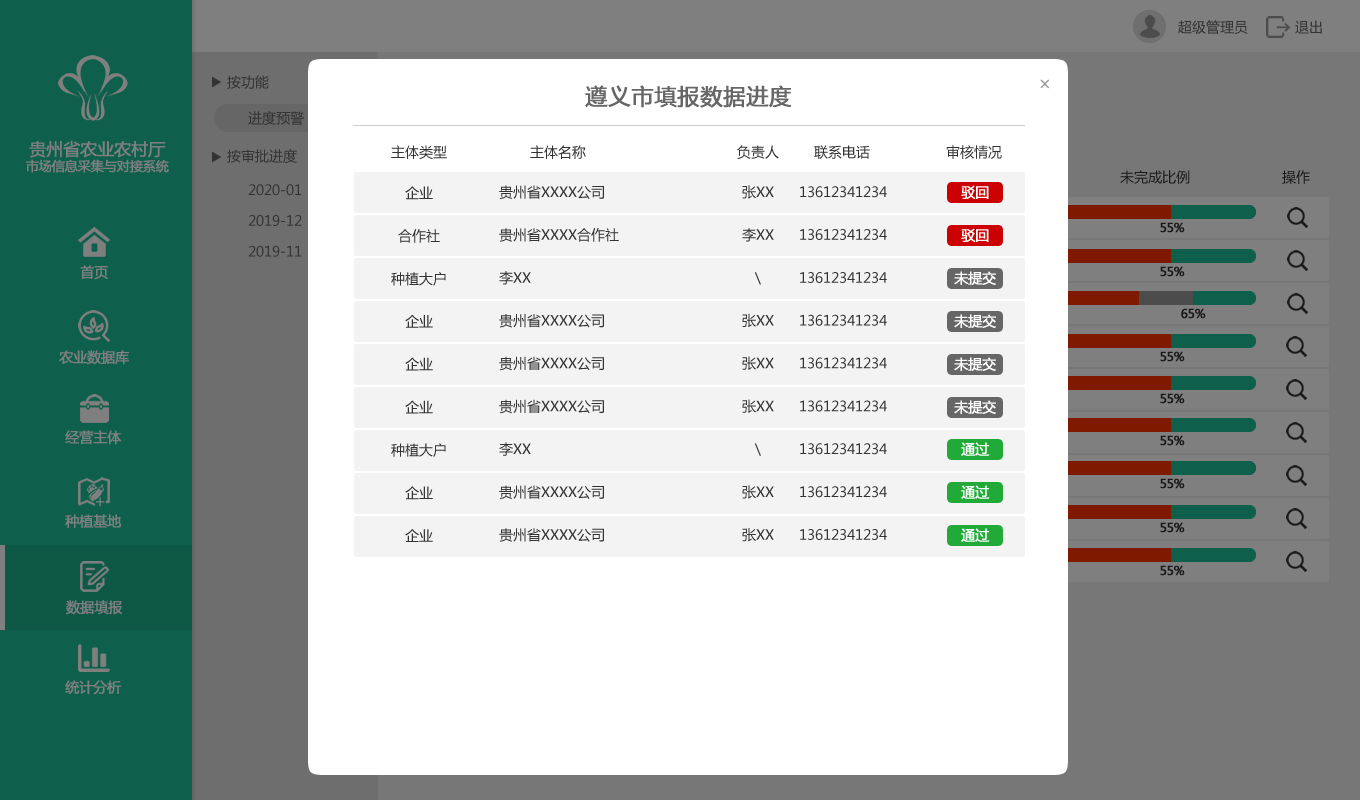 超级管理员 退出
贵州省农业农村厅
市场信息采集与对接系统
首页
农业数据库
经营主体
种植基地
数据填报
统计分析
按功能
进度预警
按审批进度
2020-01
2019-12
2019-11
遵义市填报数据进度 ×
主体类型 主体名称 负责人 联系电话 审核情况
企业 贵州省XXXX公司 张XX 13612341234 驳回
合作社 贵州省XXXX合作社 李XX 13612341234 驳回
种植大户 李XX \ 13612341234 未提交
企业 贵州省XXXX公司 张XX 13612341234 未提交
企业 贵州省XXXX公司 张XX 13612341234 未提交
企业 贵州省XXXX公司 张XX 13612341234 未提交
种植大户 李XX \ 13612341234 通过
企业 贵州省XXXX公司 张XX 13612341234 通过
企业 贵州省XXXX公司 张XX 13612341234 通过
未完成比例 操作
55%
55%
65%
55%
55%
55%
55%
55%
55%